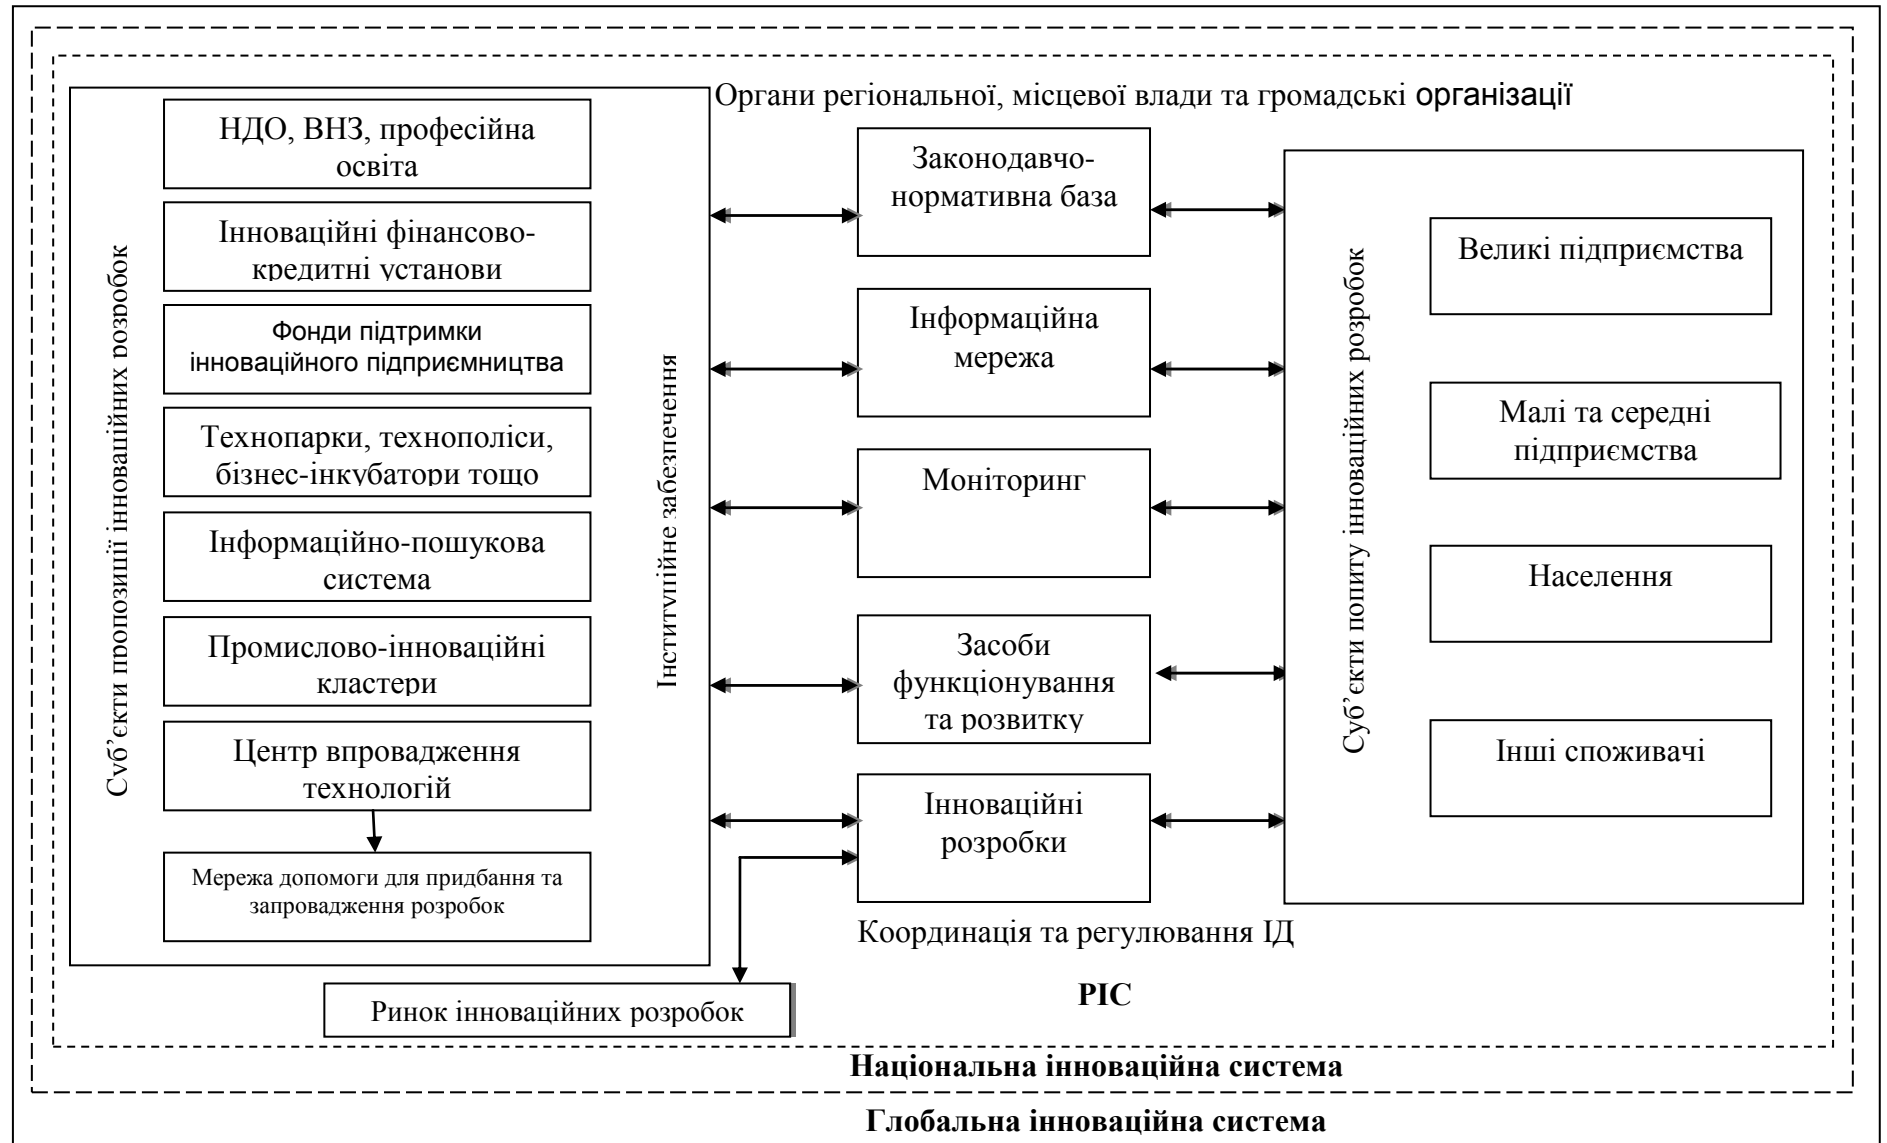 Органи регіональної, місцевої влади та громадські організації
Суб’єкти пропозиції інноваційних розробок
НДО, ВНЗ, професійна
освіта
Інноваційні фінансово-
кредитні установи
Фонди підтримки
інноваційного підприємництва
Технопарки, технополіси,
бізнес-інкубатори тощо
Інформаційно-пошукова
система
Промислово-інноваційні
кластери
Центр впровадження
технологій
Мережа допомоги для придбання та
запровадження розробок
Інституційне забезпечення
Законодавчо-
нормативна база
Інформаційна
мережа
Моніторинг
Засоби
функціонування
та розвитку
Інноваційні
розробки
Суб’єкти попиту інноваційних розробок
Великі підприємства
Малі та середні
підприємства
Населення
Інші споживачі
Координація та регулювання ІД
РІС
Ринок інноваційних розробок
Національна інноваційна система
Глобальна інноваційна система